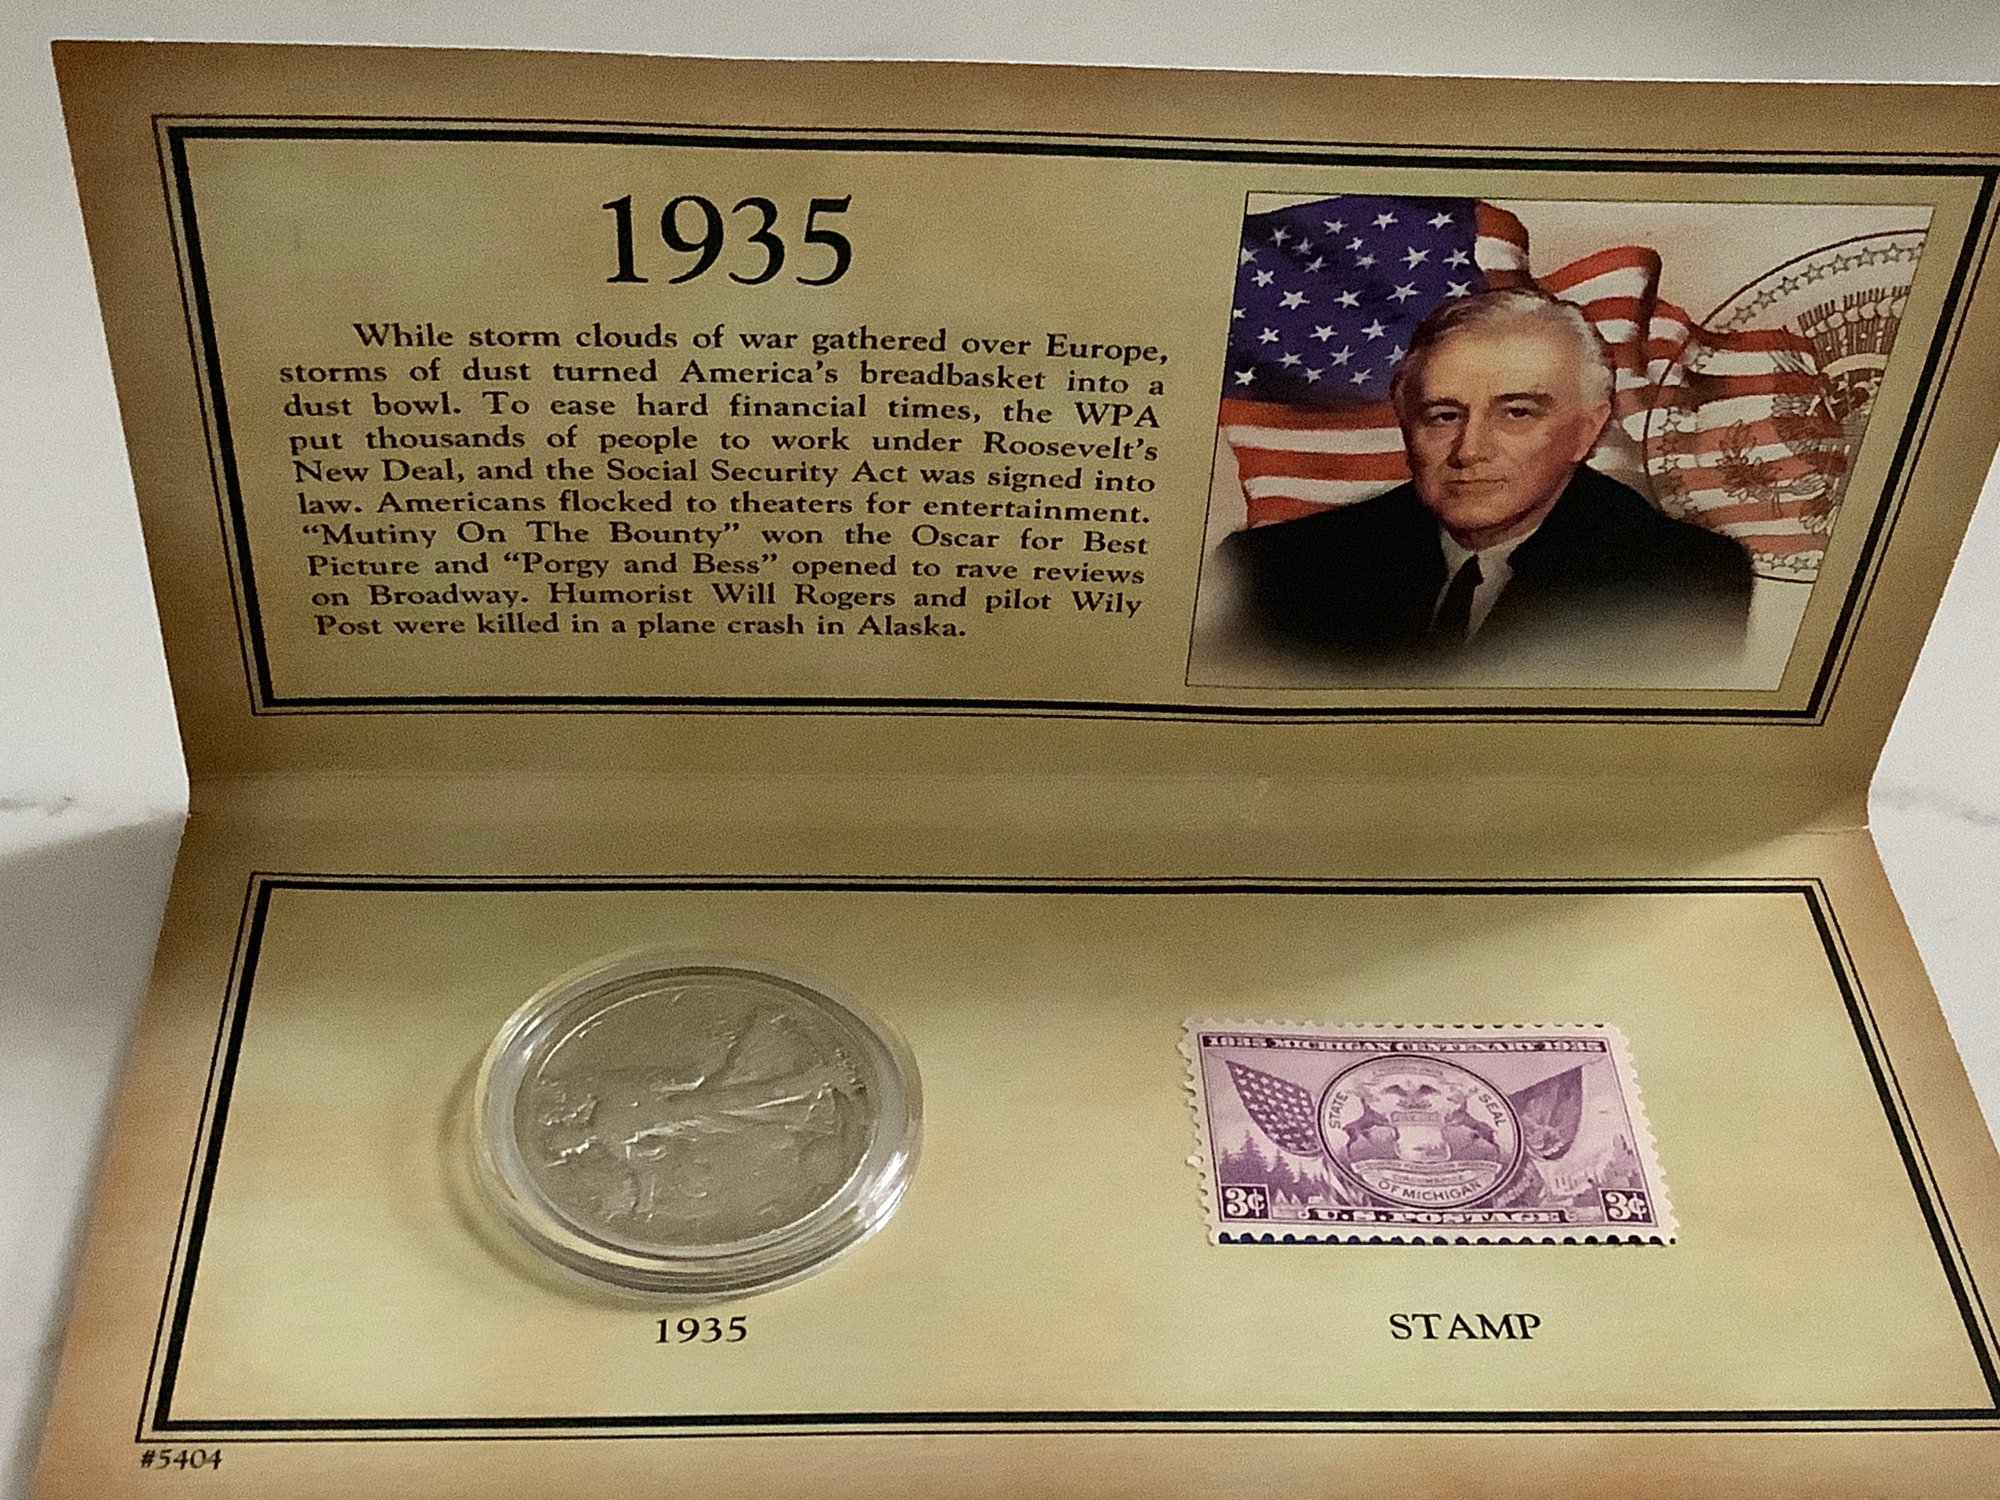 1935
While storm clouds of war gathered over Europe,
storms of dust turned America's breadbasket into a
dust bowl. To ease hard financial times, the WPA
put thousands of people to work under Roosevelt's
New Deal, and the Social Security Act was signed into
law. Americans flocked to theaters for entertainment.
“Mutiny On The Bounty” won the Oscar for Best
Picture and “Porgy and Bess” opened to rave reviews
on Broadway. Humorist Will Rogers and pilot Wily
Post were killed in a plane crash in Alaska.
1835 MICHIGAN CENTENARY 1935
STATE SEAL
OF MICHIGAN
3¢ U.S. POSTAGE 3¢
1935
STAMP
#5404